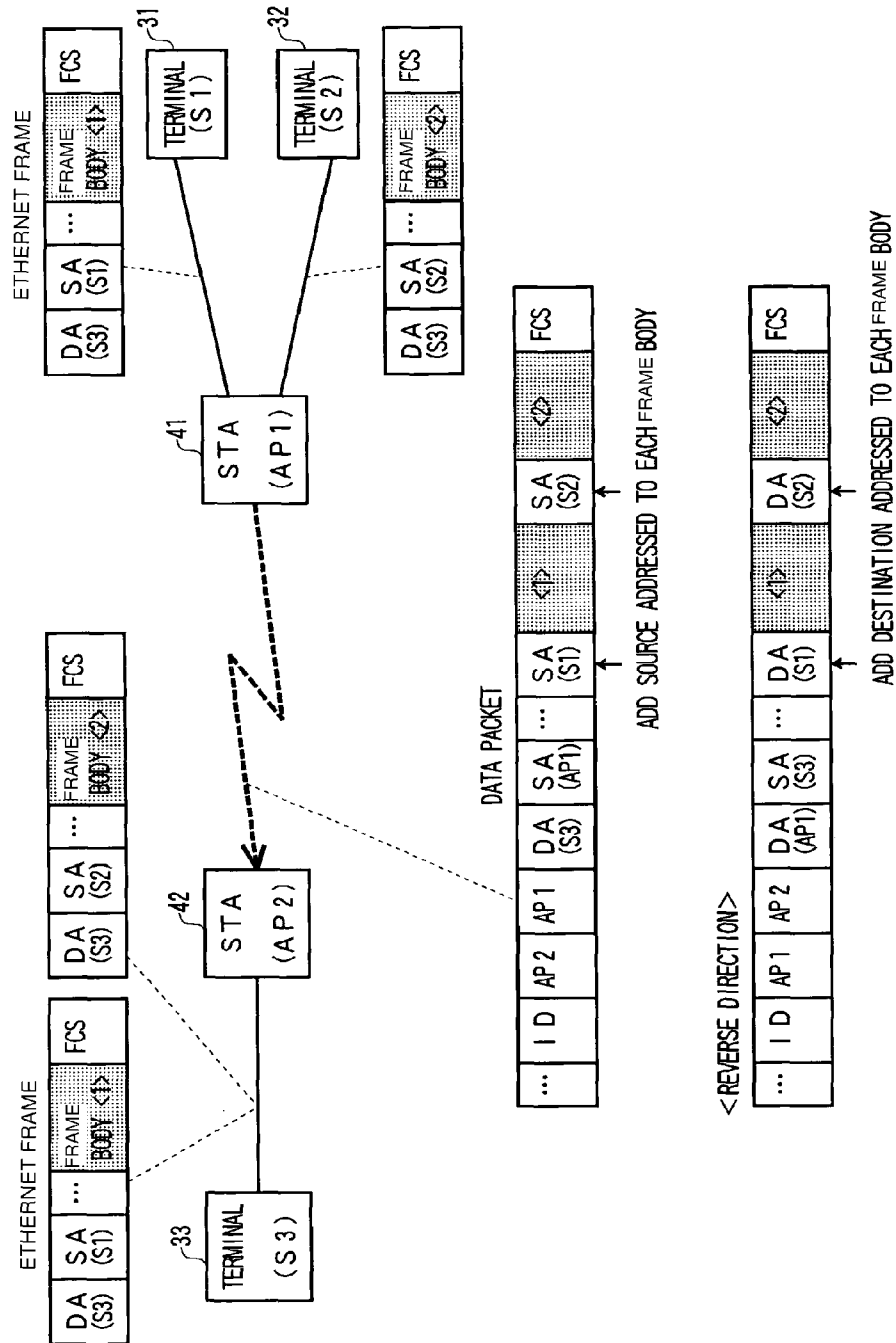 ETHERNET FRAME
DA (S3) SA (S1) ... FRAME BODY <1> FCS
DA (S3) SA (S2) ... FRAME BODY <2> FCS
33
TERMINAL (S3)
42
STA (AP2)
41
STA (AP1)
ETHERNET FRAME
DA (S3) SA (S1) ... FRAME BODY <1> FCS
31
TERMINAL (S1)
32
TERMINAL (S2)
DA (S3) SA (S2) ... FRAME BODY <2> FCS
DATA PACKET
... ID AP2 AP1 DA (S3) SA (AP1) ... SA (S1) <1> SA (S2) <2> FCS
ADD SOURCE ADDRESSED TO EACH FRAME BODY
<REVERSE DIRECTION>
... ID AP1 AP2 DA (AP1) SA (S3) ... DA (S1) <1> DA (S2) <2> FCS
ADD DESTINATION ADDRESSED TO EACH FRAME BODY